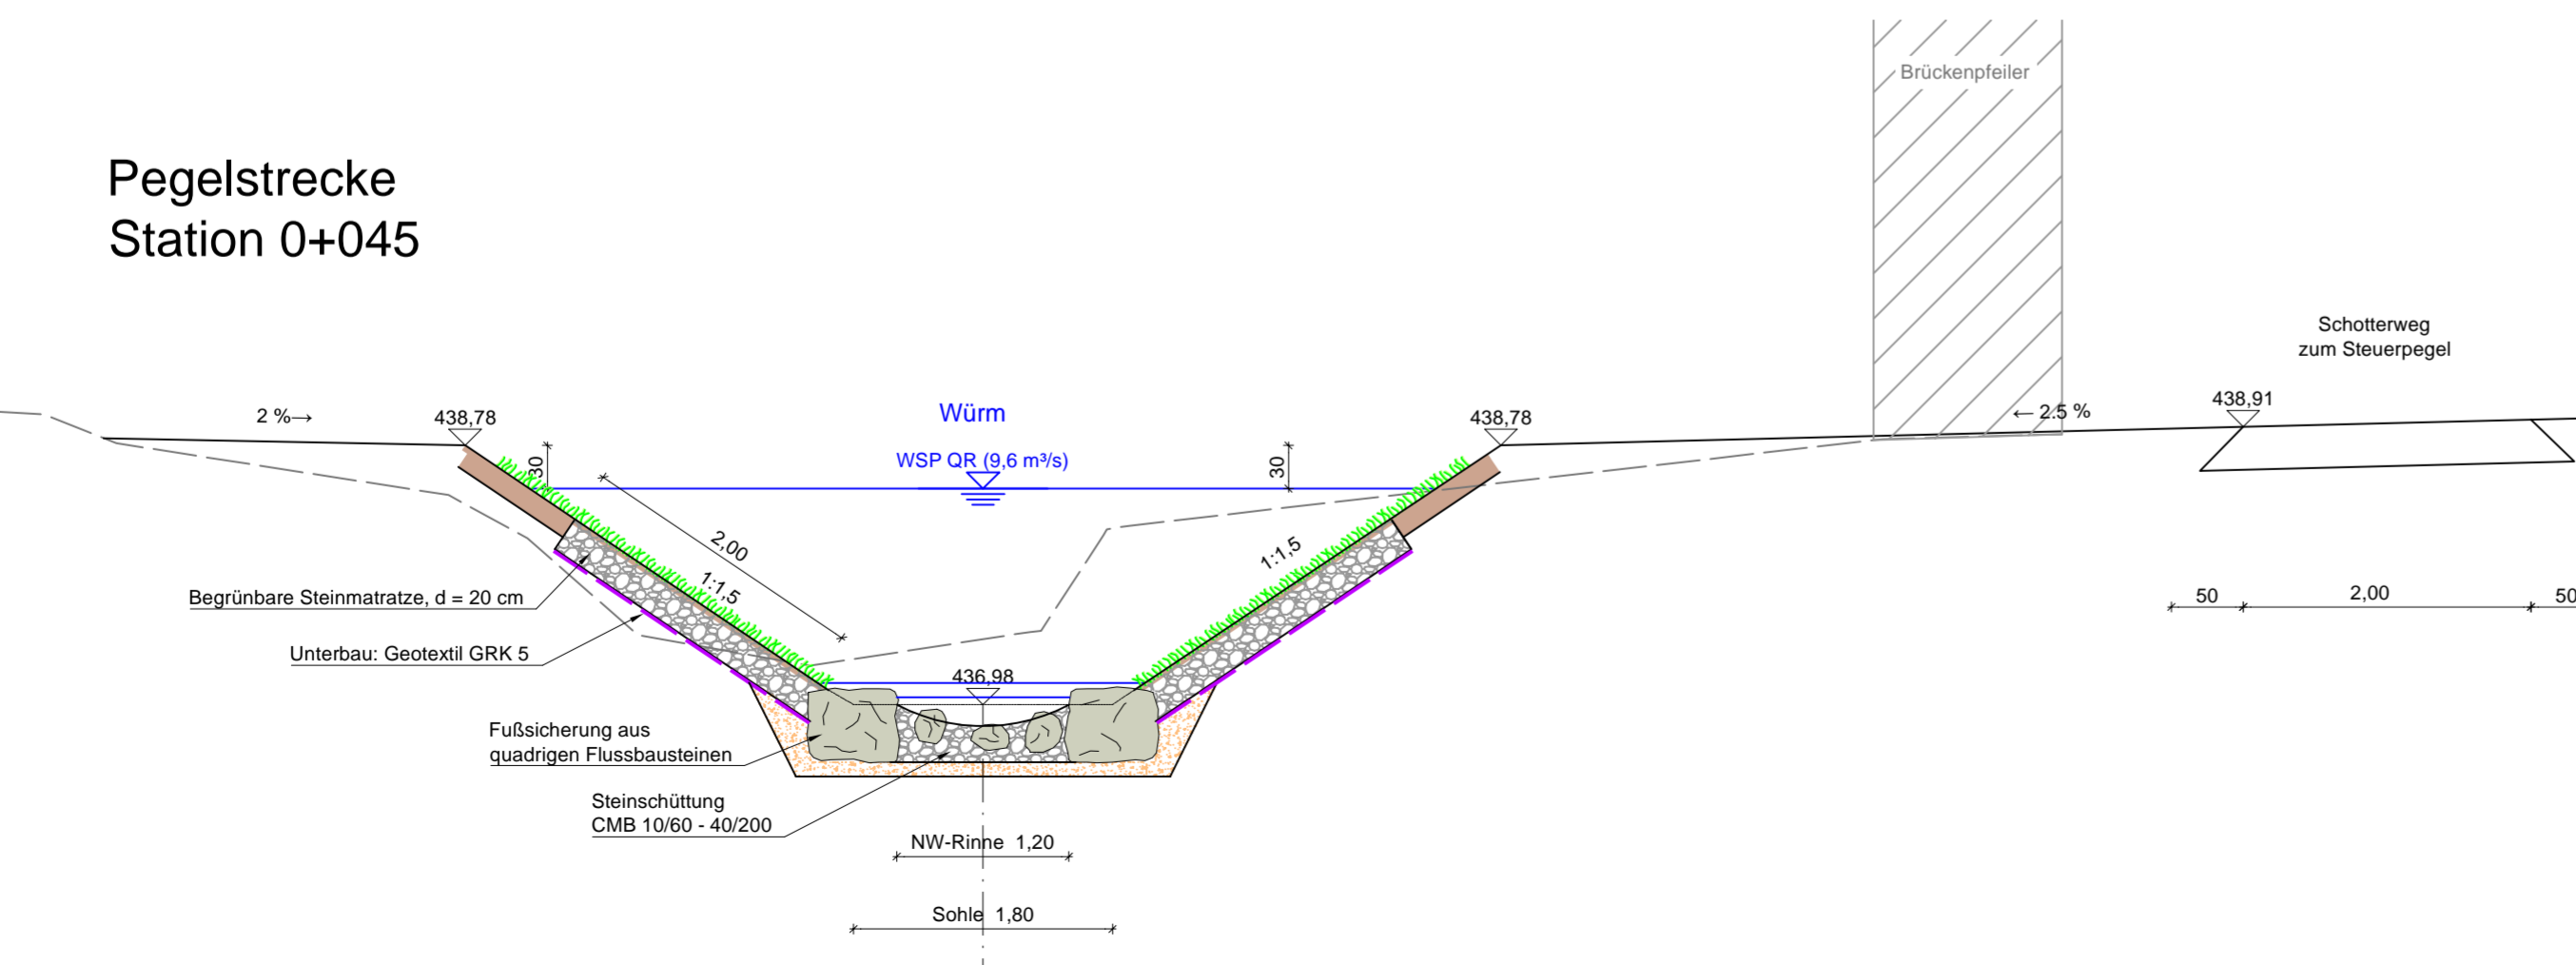 Pegelstrecke
Station 0+045
Brückenpfeiler
Schotterweg
zum Steuerpegel
2 %→
438,78
Würm
WSP QR (9,6 m³/s)
438,78
← 2.5 %
438,91
30
30
2,00
1:1,5
1:1,5
Begrünbare Steinmatratze, d = 20 cm
Unterbau: Geotextil GRK 5
50
2,00
50
436,98
Fußsicherung aus
quadrigen Flussbausteinen
Steinschüttung
CMB 10/60 - 40/200
NW-Rinne 1,20
Sohle 1,80